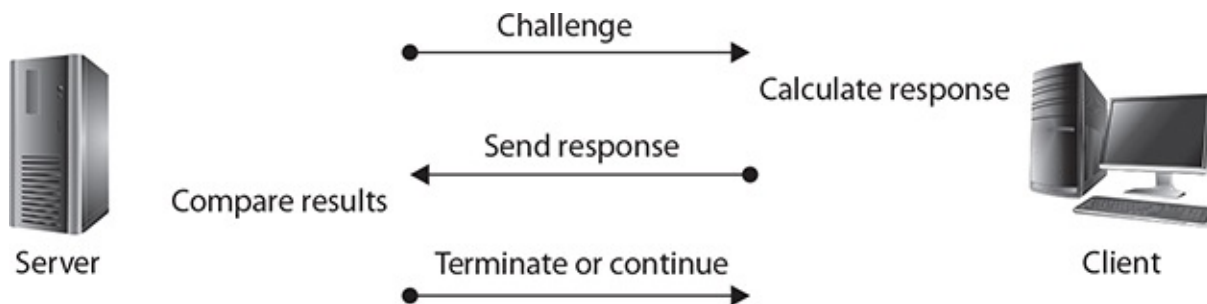 Challenge
Calculate response
Send response
Compare results
Server
Terminate or continue
Client